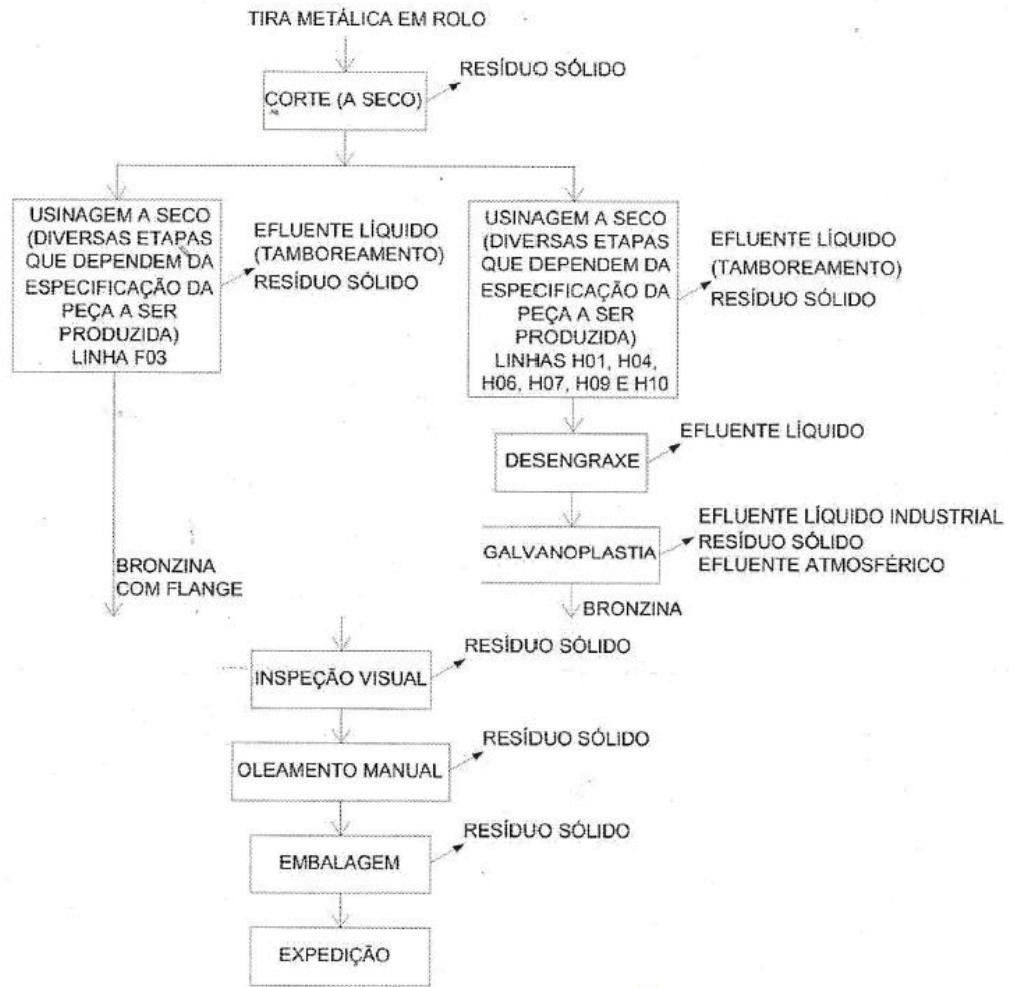 TIRA METÁLICA EM ROLO
RESÍDUO SÓLIDO
CORTE (A SECO)
USINAGEM A SECO
(DIVERSAS ETAPAS
QUE DEPENDEM DA
ESPECIFICAÇÃO DA
PEÇA A SER
PRODUZIDA)
LINHA F03
EFLUENTE LÍQUIDO
(TAMBOREAMENTO)
RESÍDUO SÓLIDO
USINAGEM A SECO
(DIVERSAS ETAPAS
QUE DEPENDEM DA
ESPECIFICAÇÃO DA
PEÇA A SER
PRODUZIDA)
LINHAS H01, H04,
H06, H07, H09 E H10
EFLUENTE LÍQUIDO
(TAMBOREAMENTO)
RESÍDUO SÓLIDO
EFLUENTE LÍQUIDO
DESENGRAXE
EFLUENTE LÍQUIDO INDUSTRIAL
RESÍDUO SÓLIDO
EFLUENTE ATMOSFÉRICO
GALVANOPLASTIA
BRONZINA
COM FLANGE
BRONZINA
RESÍDUO SÓLIDO
INSPEÇÃO VISUAL
RESÍDUO SÓLIDO
OLEAMENTO MANUAL
RESÍDUO SÓLIDO
EMBALAGEM
EXPEDIÇÃO